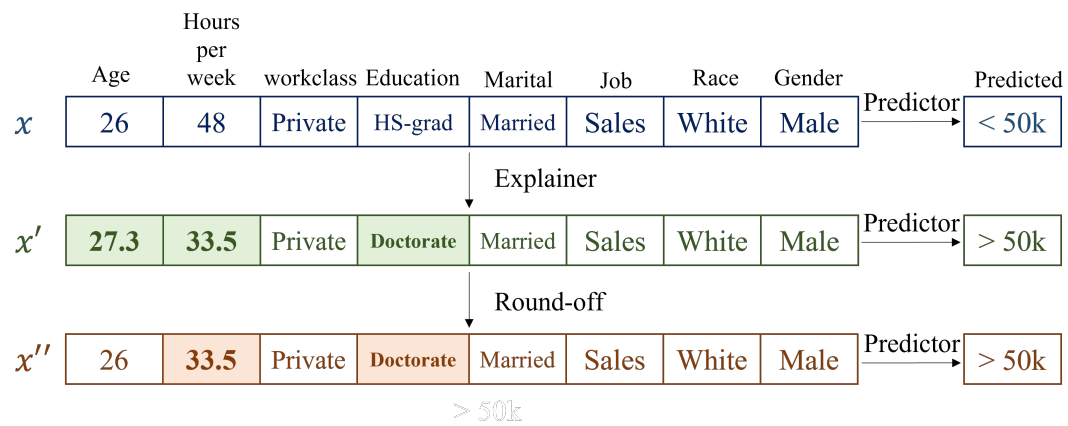 Age Hours per week workclass Education Marital Job Race Gender Predicted
x 26 48 Private HS-grad Married Sales White Male Predictor < 50k
Explainer
x′ 27.3 33.5 Private Doctorate Married Sales White Male Predictor > 50k
Round-off
x′′ 26 33.5 Private Doctorate Married Sales White Male Predictor > 50k
> 50k